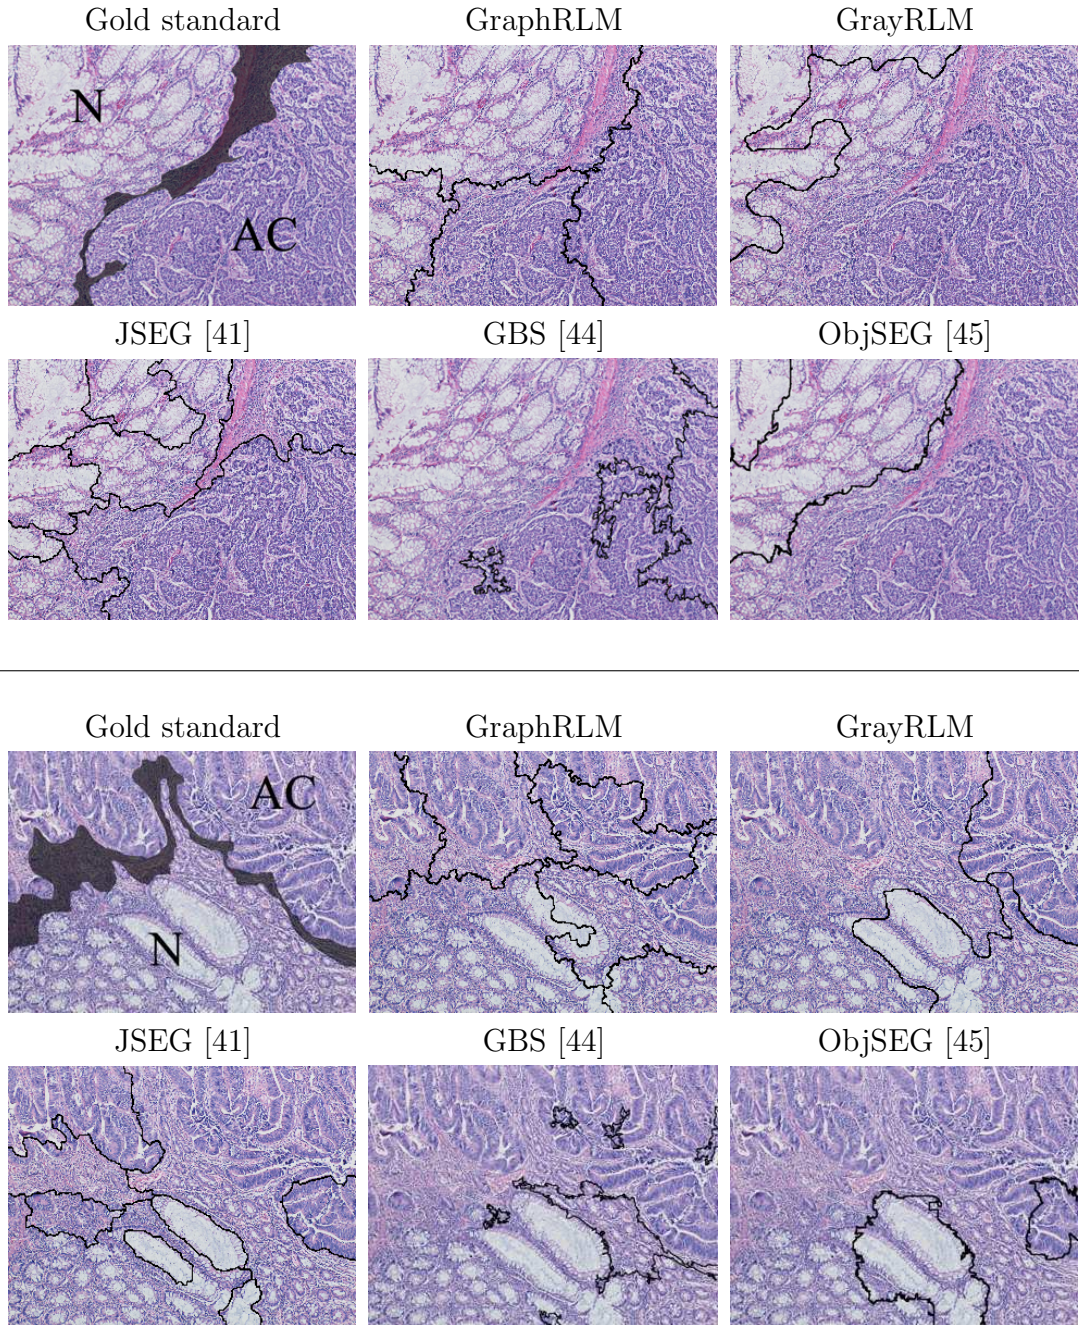 Gold standard GraphRLM GrayRLM
N
AC
JSEG [41] GBS [44] ObjSEG [45]
Gold standard GraphRLM GrayRLM
AC
N
JSEG [41] GBS [44] ObjSEG [45]